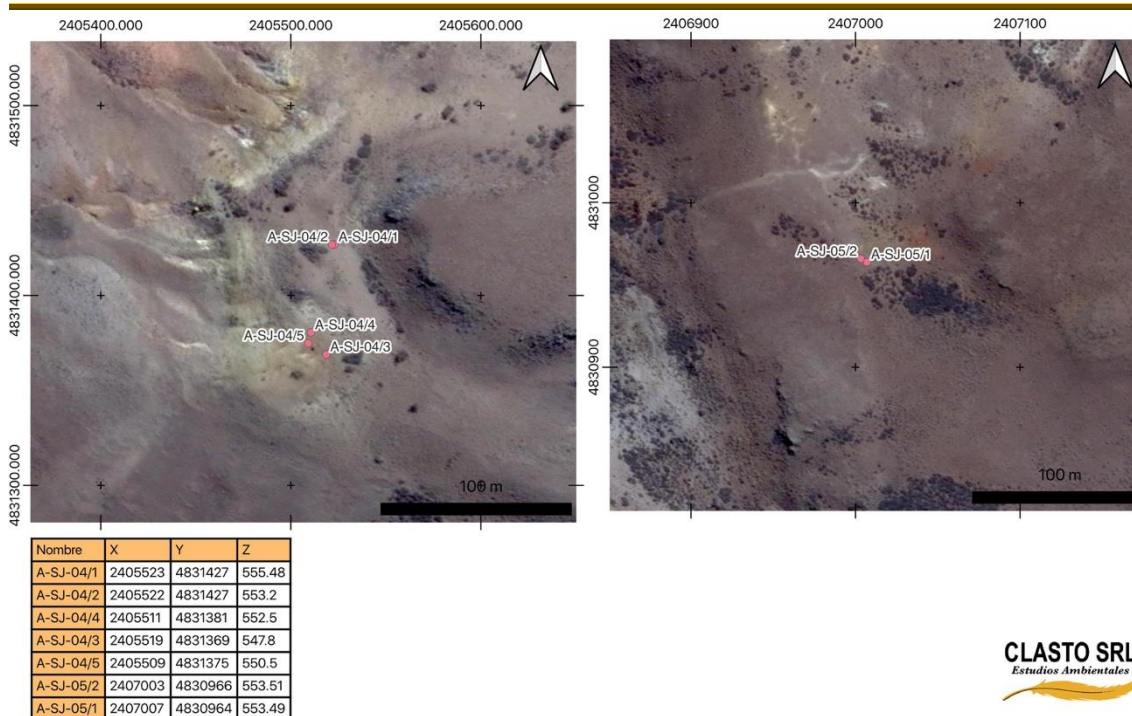 2405400.000 2405500.000 2405600.000
4831500.000
4831400.000
4831300.000
A-SJ-04/2 A-SJ-04/1
A-SJ-04/4
A-SJ-04/5
A-SJ-04/3
100 m
2406900 2407000 2407100
4831000
4830900
A-SJ-05/2 A-SJ-05/1
100 m
Nombre X Y Z
A-SJ-04/1 2405523 4831427 555.48
A-SJ-04/2 2405522 4831427 553.2
A-SJ-04/4 2405511 4831381 552.5
A-SJ-04/3 2405519 4831369 547.8
A-SJ-04/5 2405509 4831375 550.5
A-SJ-05/2 2407003 4830966 553.51
A-SJ-05/1 2407007 4830964 553.49
CLASTO SRL
Estudios Ambientales